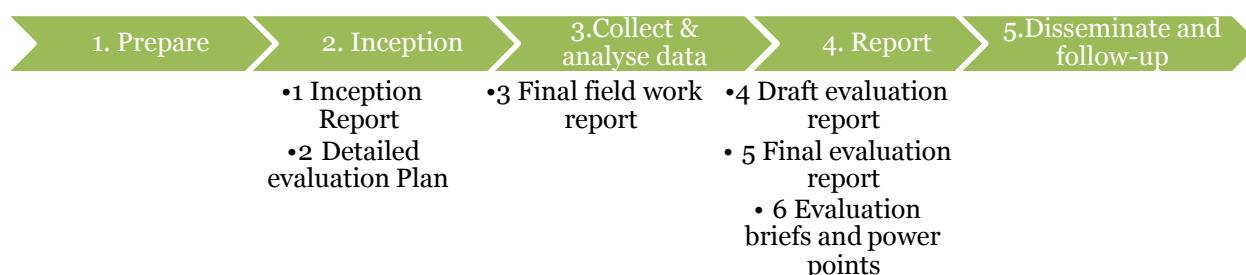 1. Prepare
2. Inception
3.Collect &
analyse data
4. Report
5.Disseminate and
follow-up
•1 Inception
Report
•2 Detailed
evaluation Plan
•3 Final field work
report
•4 Draft evaluation
report
• 5 Final evaluation
report
• 6 Evaluation
briefs and power
points